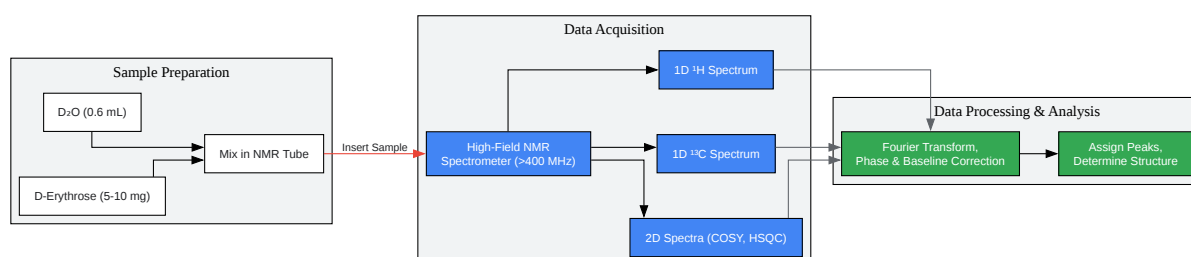 Sample Preparation
D₂O (0.6 mL)
D-Erythrose (5-10 mg)
Mix in NMR Tube
Insert Sample
Data Acquisition
High-Field NMR
Spectrometer (>400 MHz)
1D ¹H Spectrum
1D ¹³C Spectrum
2D Spectra (COSY, HSQC)
Data Processing & Analysis
Fourier Transform,
Phase & Baseline Correction
Assign Peaks,
Determine Structure